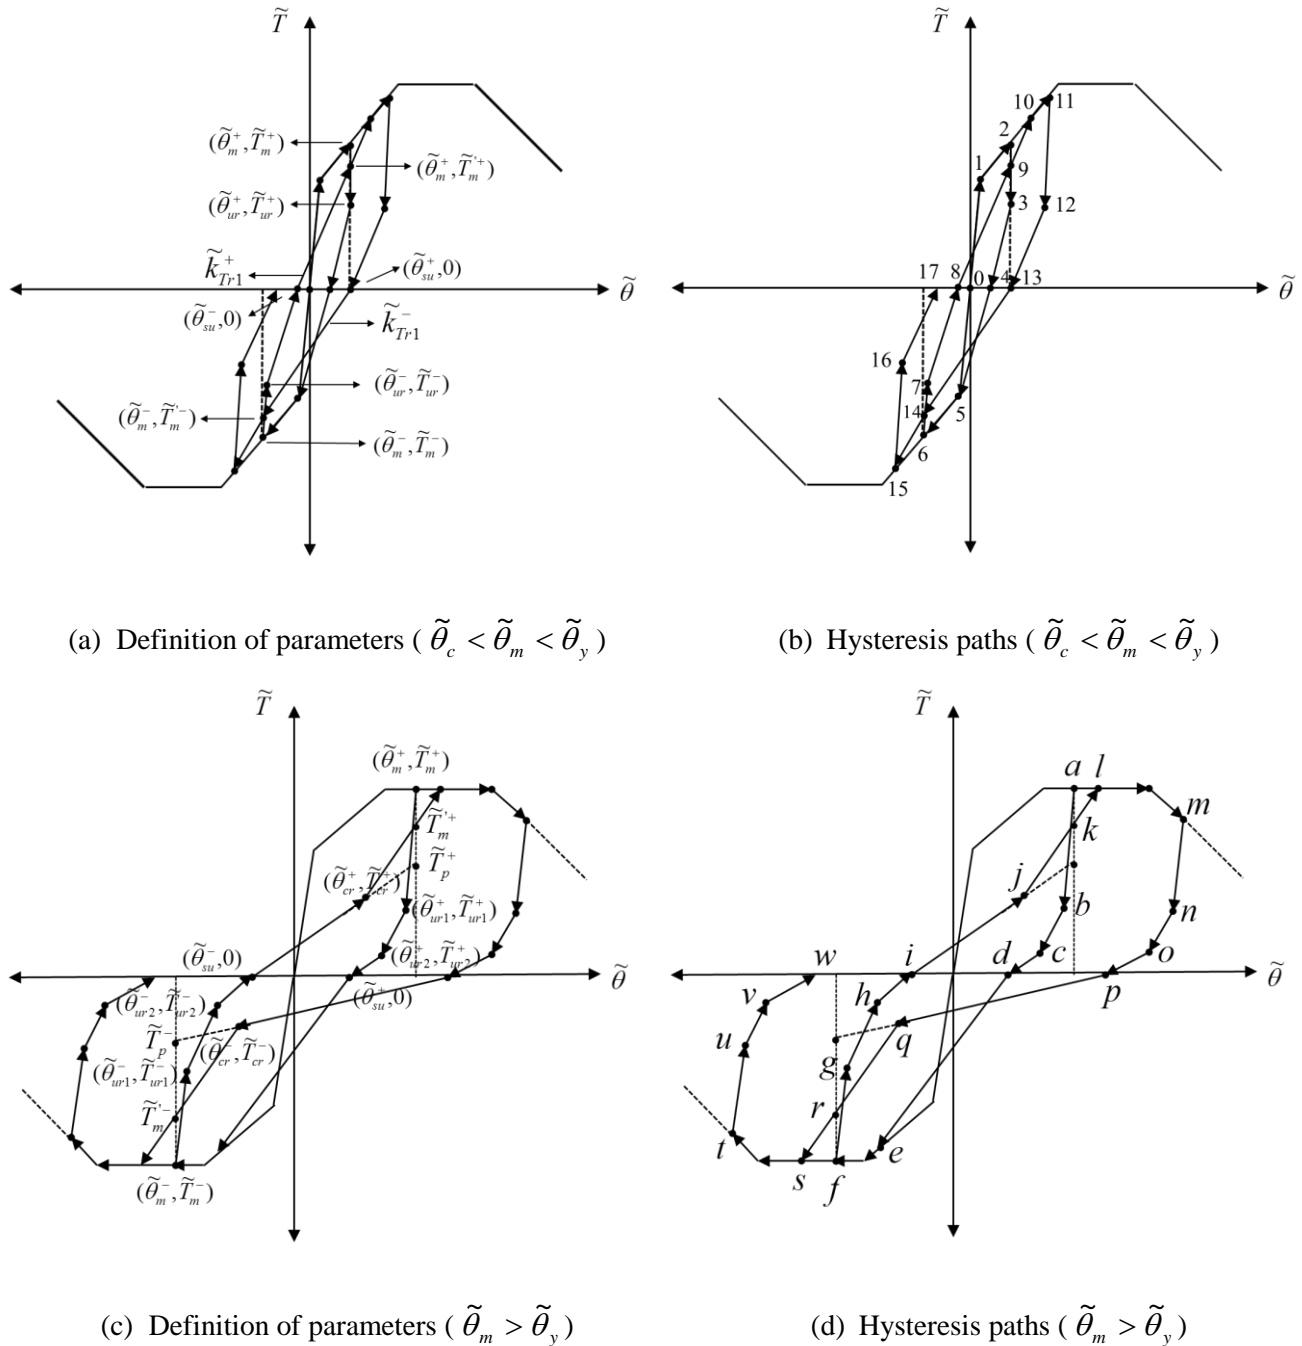 T̃
T̃
(θ̃m⁺, T̃m⁺)
(θ̃m⁺, T̃'m⁺)
(θ̃ur⁺, T̃ur⁺)
k̃Tr1⁺
(θ̃su⁺,0)
θ̃
(θ̃su⁻,0)
k̃Tr1⁻
(θ̃ur⁻, T̃ur⁻)
(θ̃m⁻, T̃'m⁻)
(θ̃m⁻, T̃m⁻)
10 11
2
1 9
3 12
17 8 0 4 13
θ̃
16
7
14 5
6
15
(a) Definition of parameters ( θ̃c < θ̃m < θ̃y )
(b) Hysteresis paths ( θ̃c < θ̃m < θ̃y )
T̃
T̃
(θ̃m⁺, T̃m⁺)
T̃'m⁺
T̃p⁺
(θ̃cr⁺, T̃cr⁺)
(θ̃ur1⁺, T̃ur1⁺)
(θ̃su⁻,0)
(θ̃ur2⁺, T̃ur2⁺)
θ̃
(θ̃ur2⁻, T̃ur2⁻)
(θ̃su⁺,0)
T̃p⁻
(θ̃cr⁻, T̃cr⁻)
(θ̃ur1⁻, T̃ur1⁻)
T̃'m⁻
(θ̃m⁻, T̃m⁻)
a l
m
k
j
b
n
w i d c o
θ̃
v h p
u q
g
r
t e
s f
(c) Definition of parameters ( θ̃m > θ̃y )
(d) Hysteresis paths ( θ̃m > θ̃y )